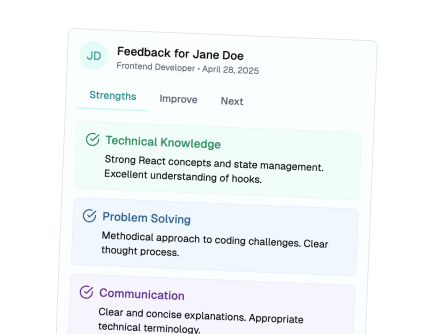 JD
Feedback for Jane Doe
Frontend Developer • April 28, 2025
Strengths Improve Next
Technical Knowledge
Strong React concepts and state management.
Excellent understanding of hooks.
Problem Solving
Methodical approach to coding challenges. Clear
thought process.
Communication
Clear and concise explanations. Appropriate
technical terminology.